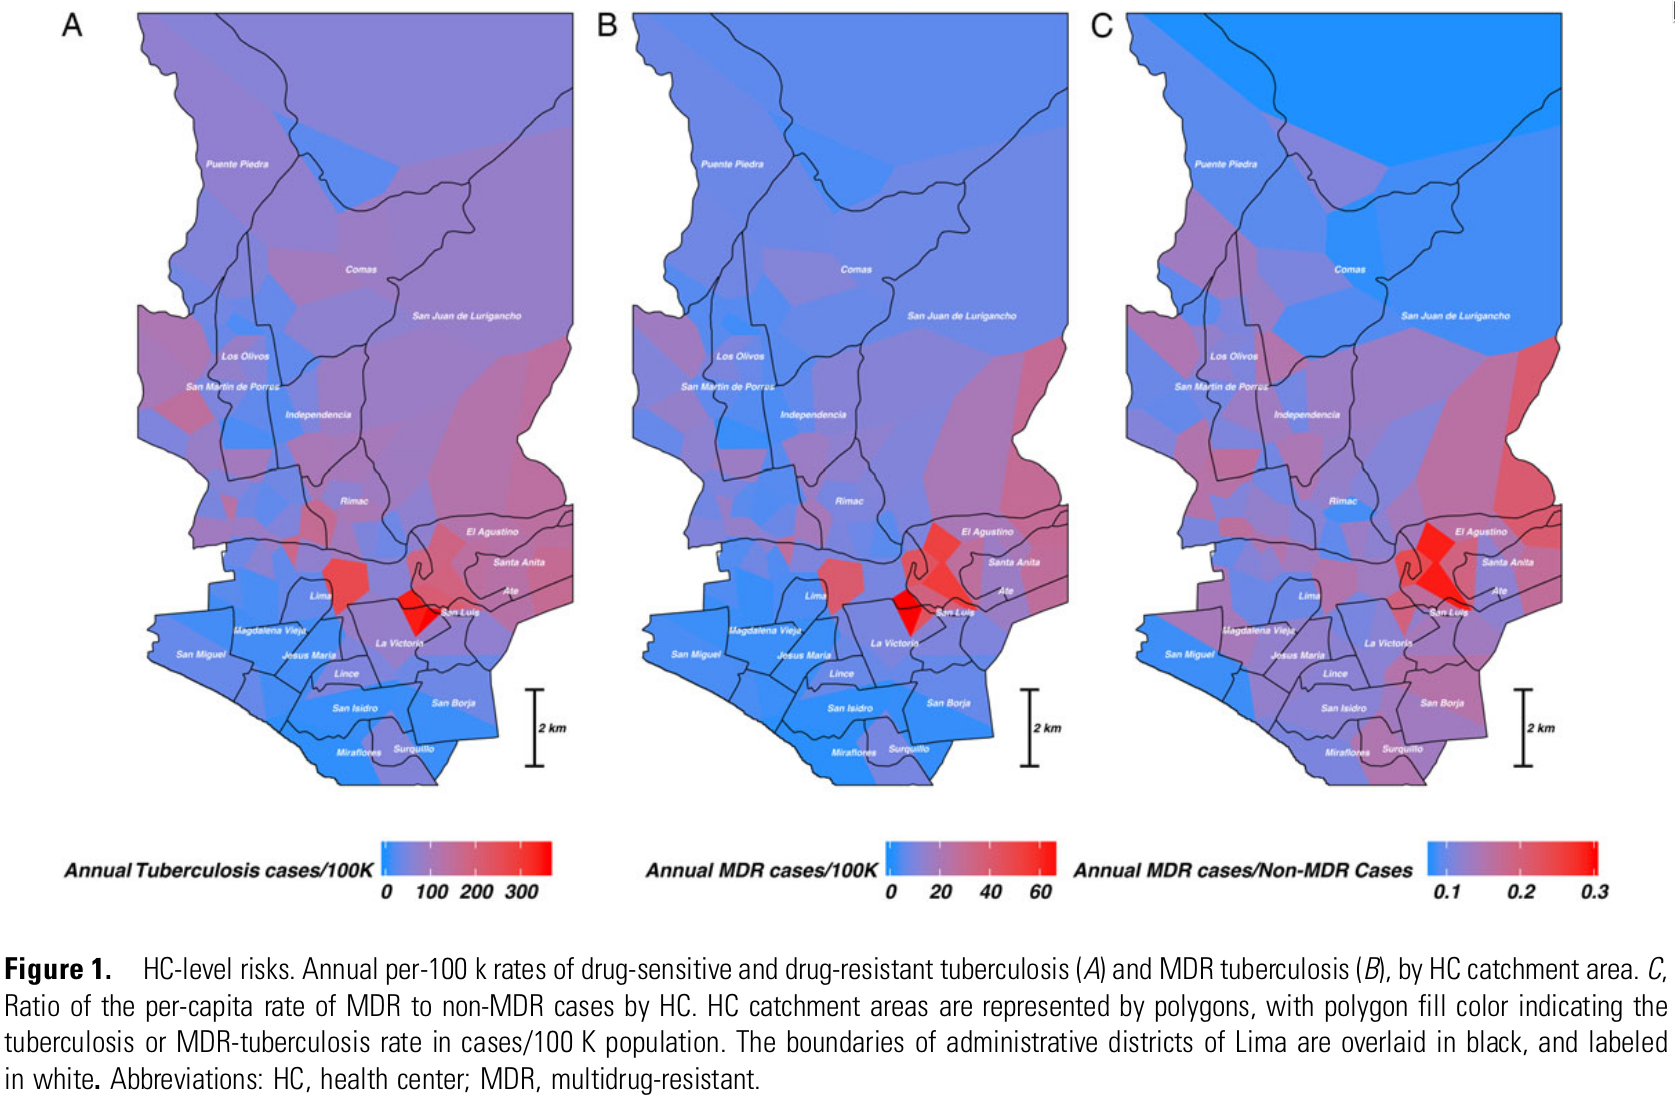 A
B
C
Puente Piedra
Comas
San Juan de Lurigancho
Los Olivos
San Martin de Porres
Independencia
Rimac
El Agustino
Santa Anita
Ate
Lima
San Luis
Magdalena Vieja
La Victoria
San Miguel
Jesus Maria
Lince
San Isidro
San Borja
Miraflores
Surquillo
2 km
Puente Piedra
Comas
San Juan de Lurigancho
Los Olivos
San Martin de Porres
Independencia
Rimac
El Agustino
Santa Anita
Ate
Lima
San Luis
Magdalena Vieja
La Victoria
San Miguel
Jesus Maria
Lince
San Isidro
San Borja
Miraflores
Surquillo
2 km
Puente Piedra
Comas
San Juan de Lurigancho
Los Olivos
San Martin de Porres
Independencia
Rimac
El Agustino
Santa Anita
Ate
Lima
San Luis
Magdalena Vieja
La Victoria
San Miguel
Jesus Maria
Lince
San Isidro
San Borja
Miraflores
Surquillo
2 km
Annual Tuberculosis cases/100K
0 100 200 300
Annual MDR cases/100K
0 20 40 60
Annual MDR cases/Non-MDR Cases
0.1 0.2 0.3
Figure 1. HC-level risks. Annual per-100 k rates of drug-sensitive and drug-resistant tuberculosis (A) and MDR tuberculosis (B), by HC catchment area. C,
Ratio of the per-capita rate of MDR to non-MDR cases by HC. HC catchment areas are represented by polygons, with polygon fill color indicating the
tuberculosis or MDR-tuberculosis rate in cases/100 K population. The boundaries of administrative districts of Lima are overlaid in black, and labeled
in white. Abbreviations: HC, health center; MDR, multidrug-resistant.